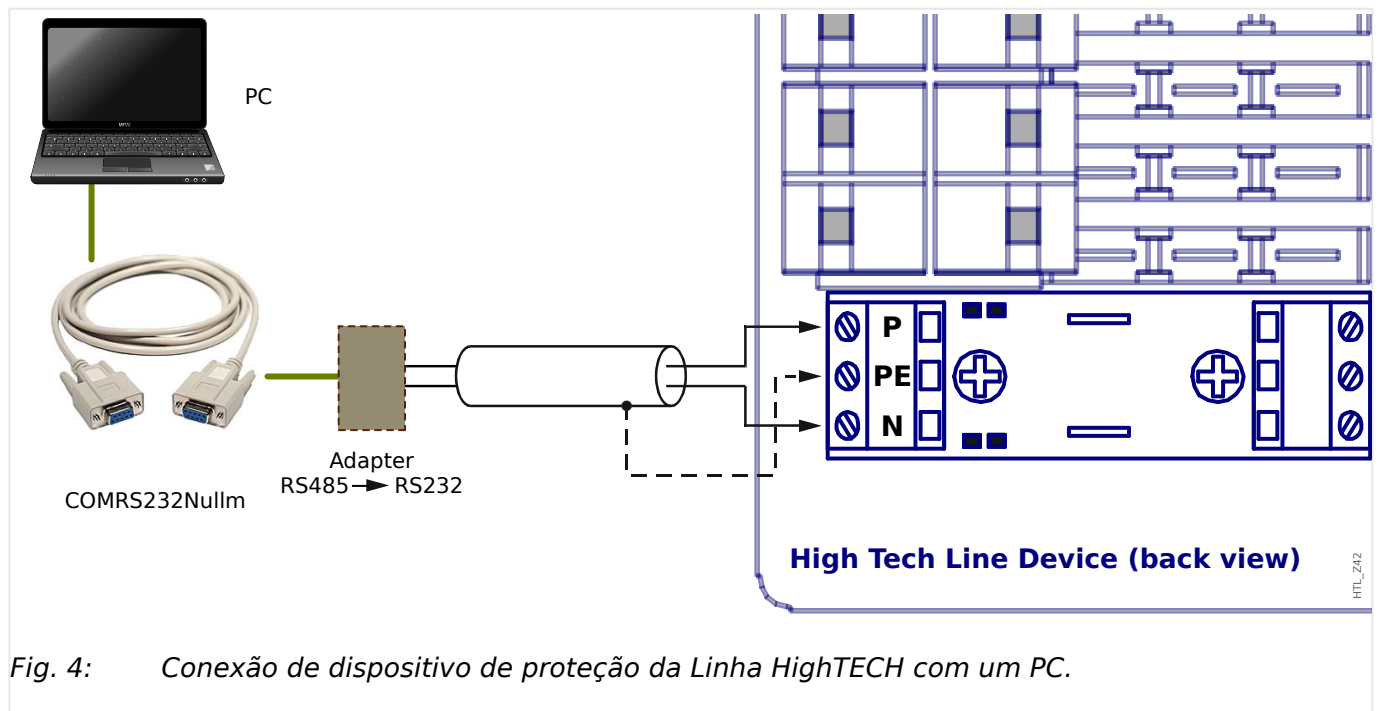 PC
P
PE
N
Adapter
RS485 RS232
COMRS232Nullm
High Tech Line Device (back view)
HTL_Z42
Fig. 4: Conexão de dispositivo de proteção da Linha HighTECH com um PC.